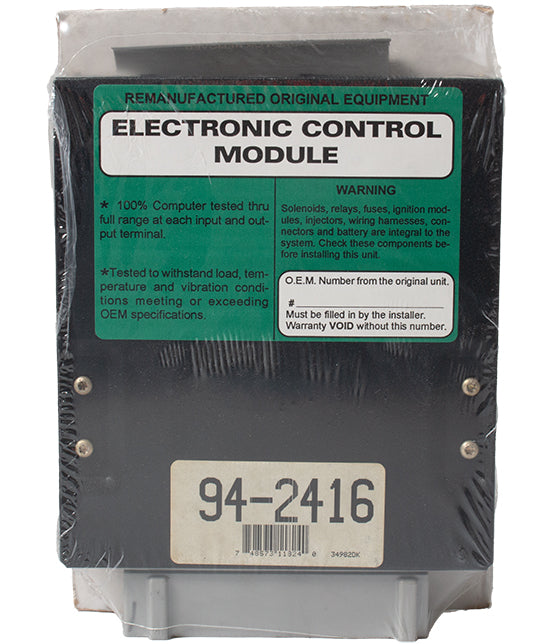 REMANUFACTURED ORIGINAL EQUIPMENT
ELECTRONIC CONTROL
MODULE
* 100% Computer tested thru
full range at each input and out-
put terminal.
*Tested to withstand load, tem-
perature and vibration condi-
tions meeting or exceeding
OEM specifications.
WARNING
Solenoids, relays, fuses, ignition mod-
ules, injectors, wiring harnesses, con-
nectors and battery are integral to the
system. Check these components be-
fore installing this unit.
O.E.M. Number from the original unit.
#
Must be filled in by the installer.
Warranty VOID without this number.
94-2416
7 48573 11924 0 34982DK